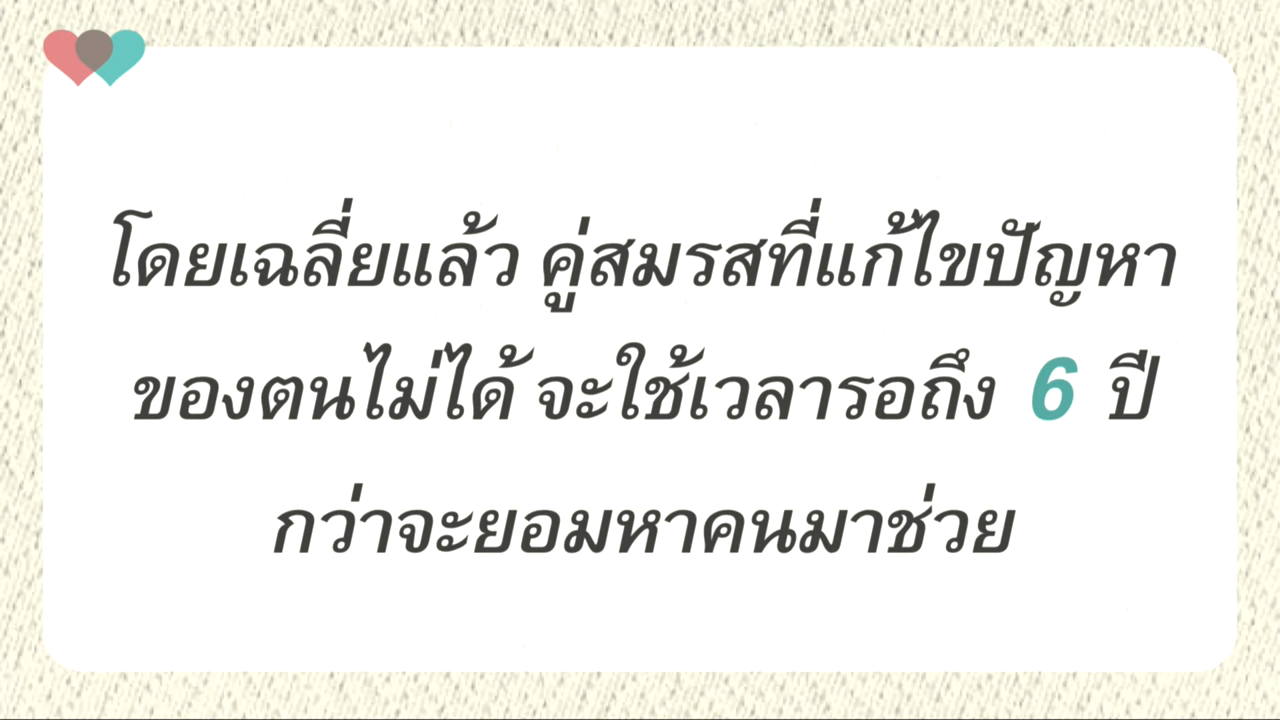 โดยเฉลี่ยแล้ว คู่สมรสที่แก้ไขปัญหา
ของตนไม่ได้ จะใช้เวลารอถึง 6 ปี
กว่าจะยอมหาคนมาช่วย